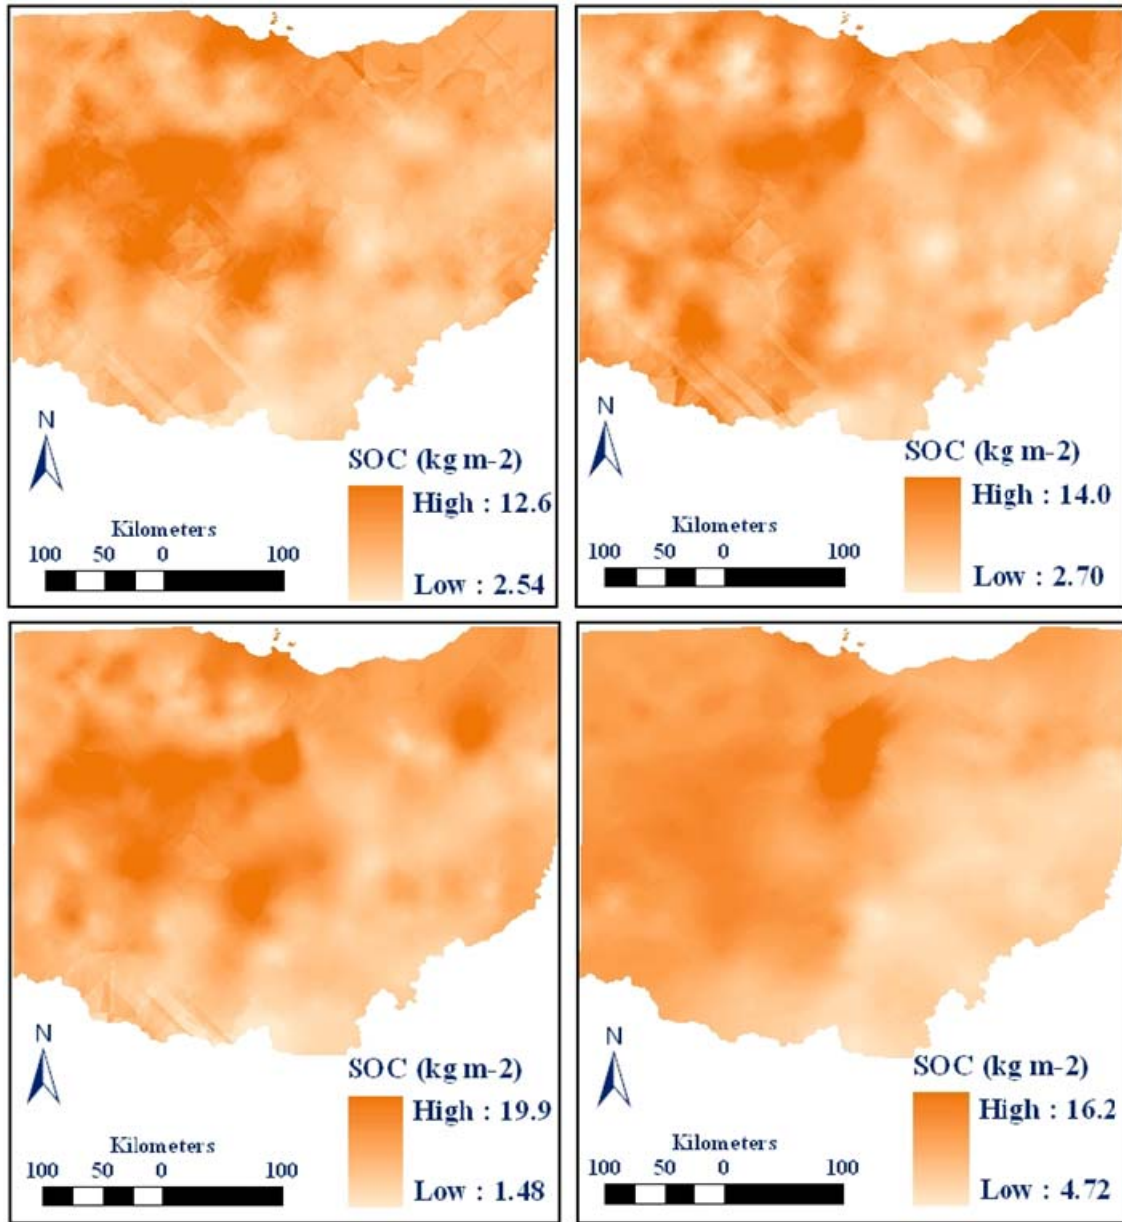 N
SOC (kg m-2)
High : 12.6
Low : 2.54
Kilometers
100 50 0 100
N
SOC (kg m-2)
High : 14.0
Low : 2.70
Kilometers
100 50 0 100
N
SOC (kg m-2)
High : 19.9
Low : 1.48
Kilometers
100 50 0 100
N
SOC (kg m-2)
High : 16.2
Low : 4.72
Kilometers
100 50 0 100